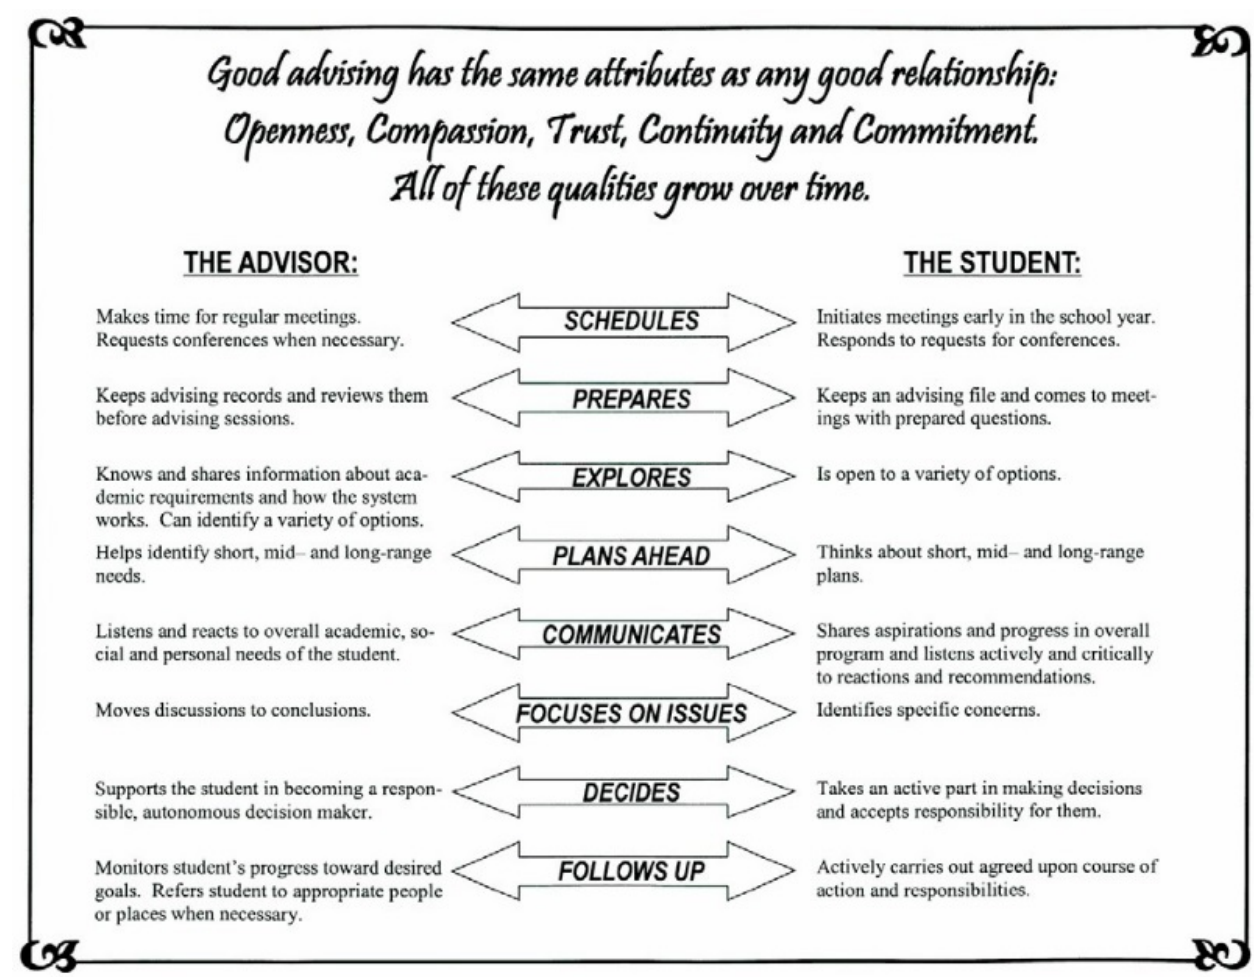 Good advising has the same attributes as any good relationship:
Openness, Compassion, Trust, Continuity and Commitment.
All of these qualities grow over time.
THE ADVISOR:
THE STUDENT:
Makes time for regular meetings.
Requests conferences when necessary.
SCHEDULES
Initiates meetings early in the school year.
Responds to requests for conferences.
Keeps advising records and reviews them
before advising sessions.
PREPARES
Keeps an advising file and comes to meet-
ings with prepared questions.
Knows and shares information about aca-
demic requirements and how the system
works.  Can identify a variety of options.
EXPLORES
Is open to a variety of options.
Helps identify short, mid– and long-range
needs.
PLANS AHEAD
Thinks about short, mid– and long-range
plans.
Listens and reacts to overall academic, so-
cial and personal needs of the student.
COMMUNICATES
Shares aspirations and progress in overall
program and listens actively and critically
to reactions and recommendations.
Moves discussions to conclusions.
FOCUSES ON ISSUES
Identifies specific concerns.
Supports the student in becoming a respon-
sible, autonomous decision maker.
DECIDES
Takes an active part in making decisions
and accepts responsibility for them.
Monitors student's progress toward desired
goals.  Refers student to appropriate people
or places when necessary.
FOLLOWS UP
Actively carries out agreed upon course of
action and responsibilities.